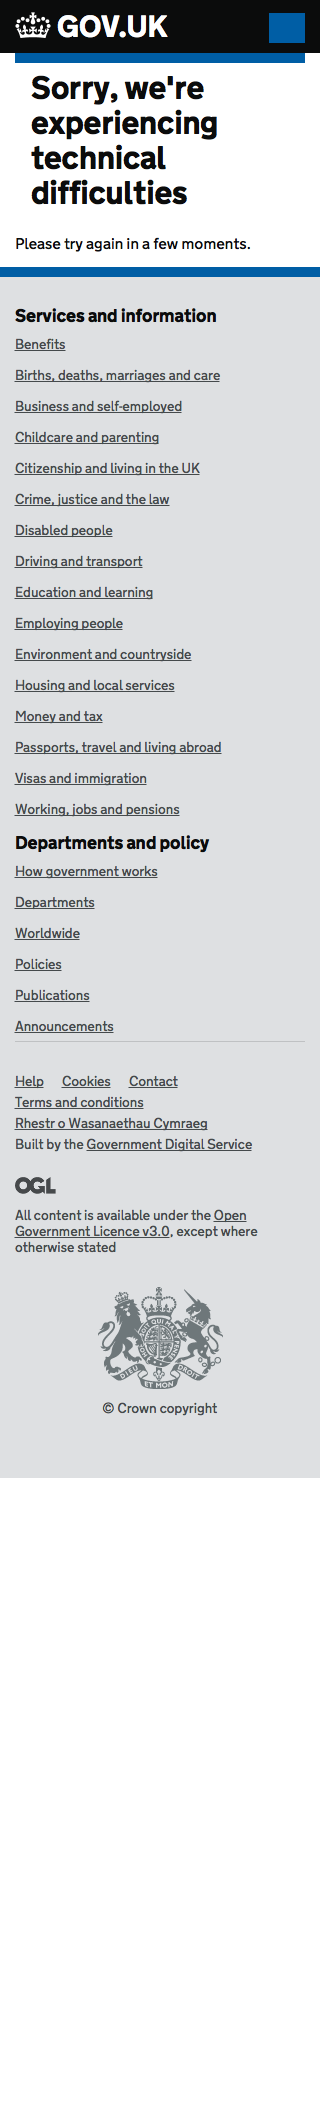 GOV.UK
Sorry, we're
experiencing
technical
difficulties
Please try again in a few moments.
Services and information
Benefits
Births, deaths, marriages and care
Business and self-employed
Childcare and parenting
Citizenship and living in the UK
Crime, justice and the law
Disabled people
Driving and transport
Education and learning
Employing people
Environment and countryside
Housing and local services
Money and tax
Passports, travel and living abroad
Visas and immigration
Working, jobs and pensions
Departments and policy
How government works
Departments
Worldwide
Policies
Publications
Announcements
Help Cookies Contact
Terms and conditions
Rhestr o Wasanaethau Cymraeg
Built by the Government Digital Service
OGL
All content is available under the Open
Government Licence v3.0, except where
otherwise stated
DIEU ET MON DROIT
© Crown copyright